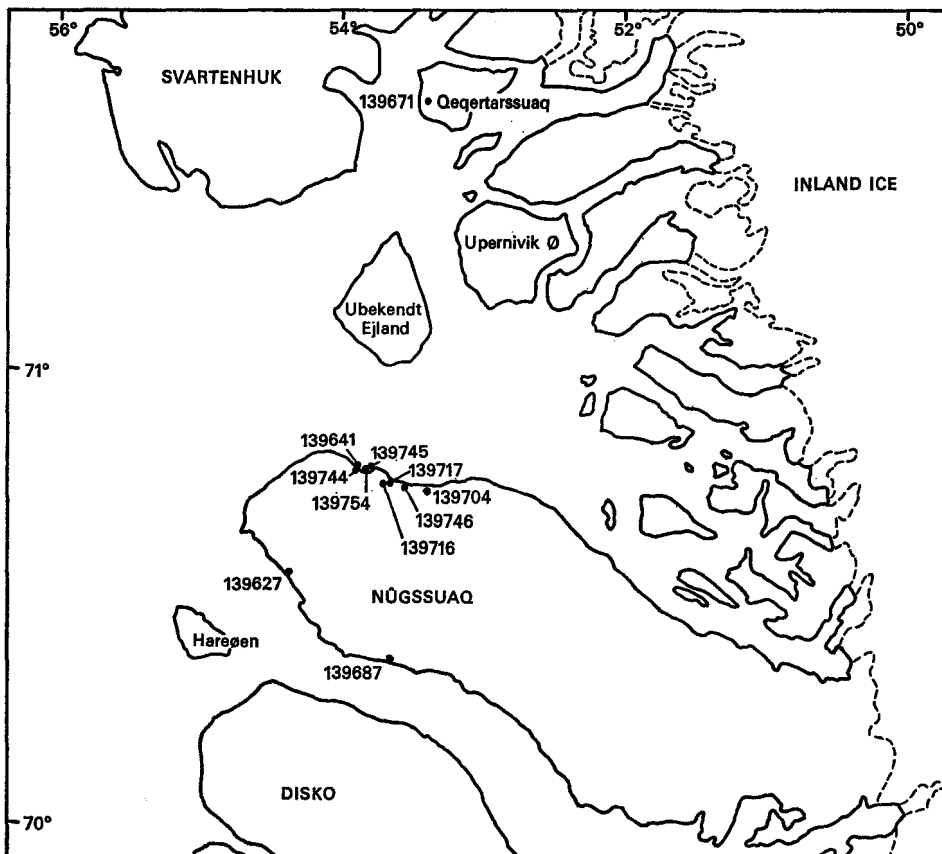 56°
54°
52°
50°
SVARTENHUK
139671
Qeqertarssuaq
INLAND ICE
Upernivik Ø
Ubekendt
Ejland
71°
139641
139745
139744
139717
139754
139704
139746
139716
139627
NÛGSSUAQ
Hareøen
139687
DISKO
70°